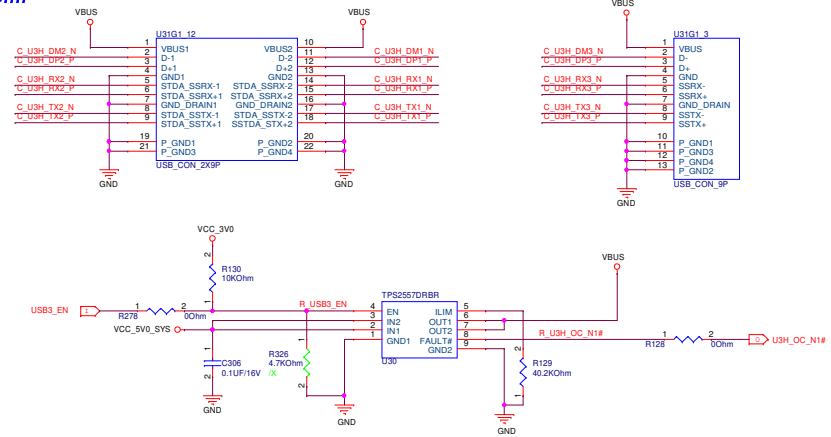 VBUS
VBUS
VBUS
U31G1_12
U31G1_3
1 VBUS1 VBUS2 10
C_U3H_DM2_N 2 D-1 D-2 11 C_U3H_DM1_N
C_U3H_DP2_P 3 D+1 D+2 12 C_U3H_DP1_P
4 GND1 GND2 13
C_U3H_RX2_N 5 STDA_SSRX-1 STDA_SSRX-2 14 C_U3H_RX1_N
C_U3H_RX2_P 6 STDA_SSRX+1 STDA_SSRX+2 15 C_U3H_RX1_P
7 GND_DRAIN1 GND_DRAIN2 16
C_U3H_TX2_N 8 STDA_SSTX-1 STDA_SSTX-2 17 C_U3H_TX1_N
C_U3H_TX2_P 9 STDA_SSTX+1 SSTDA_STX+2 18 C_U3H_TX1_P
19 P_GND1 P_GND2 20
21 P_GND3 P_GND4 22
USB_CON_2X9P
GND
GND
1 VBUS
C_U3H_DM3_N 2 D-
C_U3H_DP3_P 3 D+
4 GND
C_U3H_RX3_N 5 SSRX-
C_U3H_RX3_P 6 SSRX+
7 GND_DRAIN
C_U3H_TX3_N 8 SSTX-
C_U3H_TX3_P 9 SSTX+
10 P_GND1
11 P_GND3
12 P_GND4
13 P_GND2
USB_CON_9P
GND
VCC_3V0
2
R130
10KOhm
1
USB3_EN I 1 2
R278 0Ohm
VCC_5V0_SYS
R_USB3_EN
TPS2557DRBR
4 EN ILIM 5
3 IN2 OUT1 6
2 IN1 OUT2 7
1 GND1 FAULT# 8
GND2 9
U30
VBUS
R_U3H_OC_N1#
1 2
R128 0Ohm
O U3H_OC_N1#
1
C306
0.1UF/16V
2
GND
1
R326
4.7KOhm
/X
2
GND
2
R129
40.2KOhm
1
GND